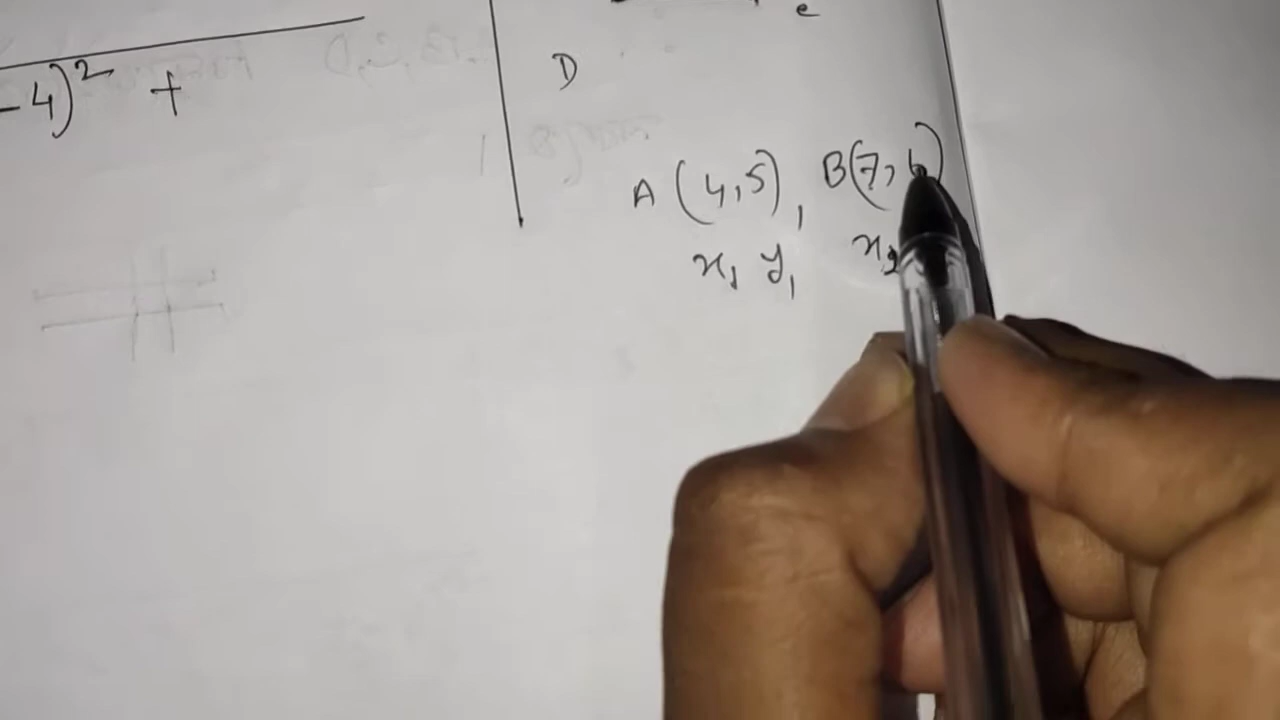 e
D
-4)² +
A (4,5), B(7,6)
x₁ y₁ x₂